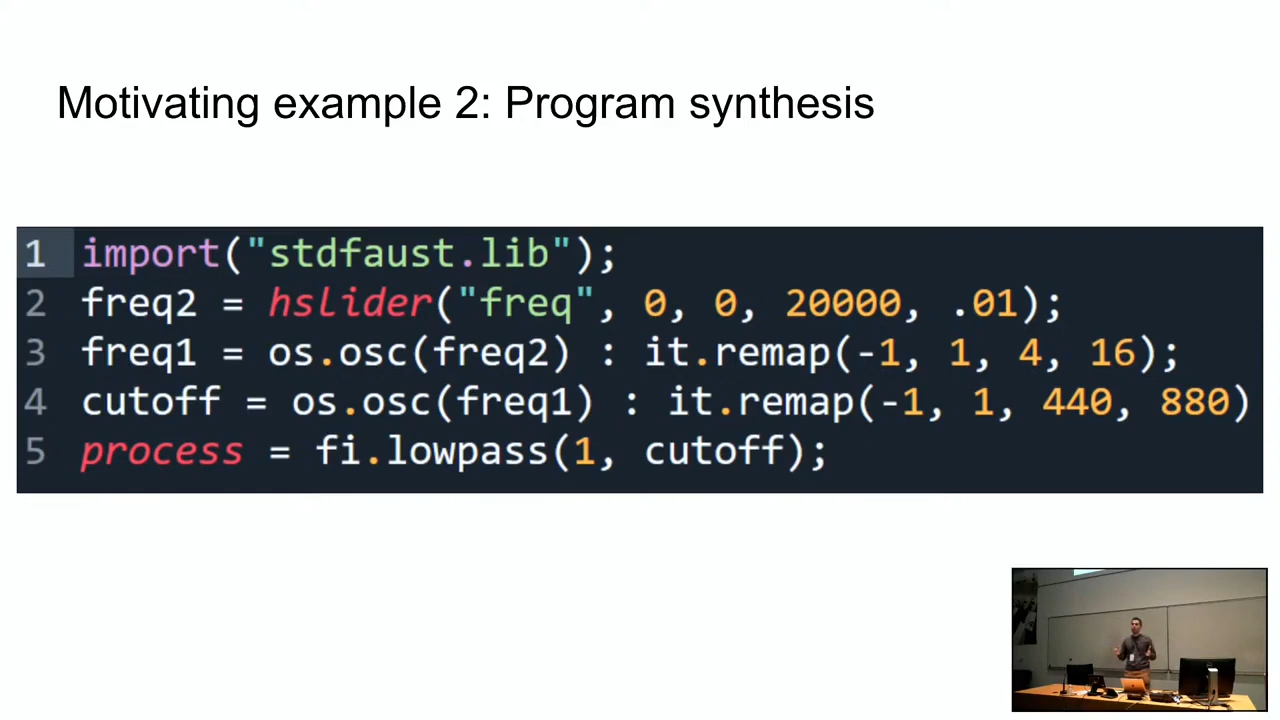 Motivating example 2: Program synthesis
1 import("stdfaust.lib");
2 freq2 = hslider("freq", 0, 0, 20000, .01);
3 freq1 = os.osc(freq2) : it.remap(-1, 1, 4, 16);
4 cutoff = os.osc(freq1) : it.remap(-1, 1, 440, 880)
5 process = fi.lowpass(1, cutoff);